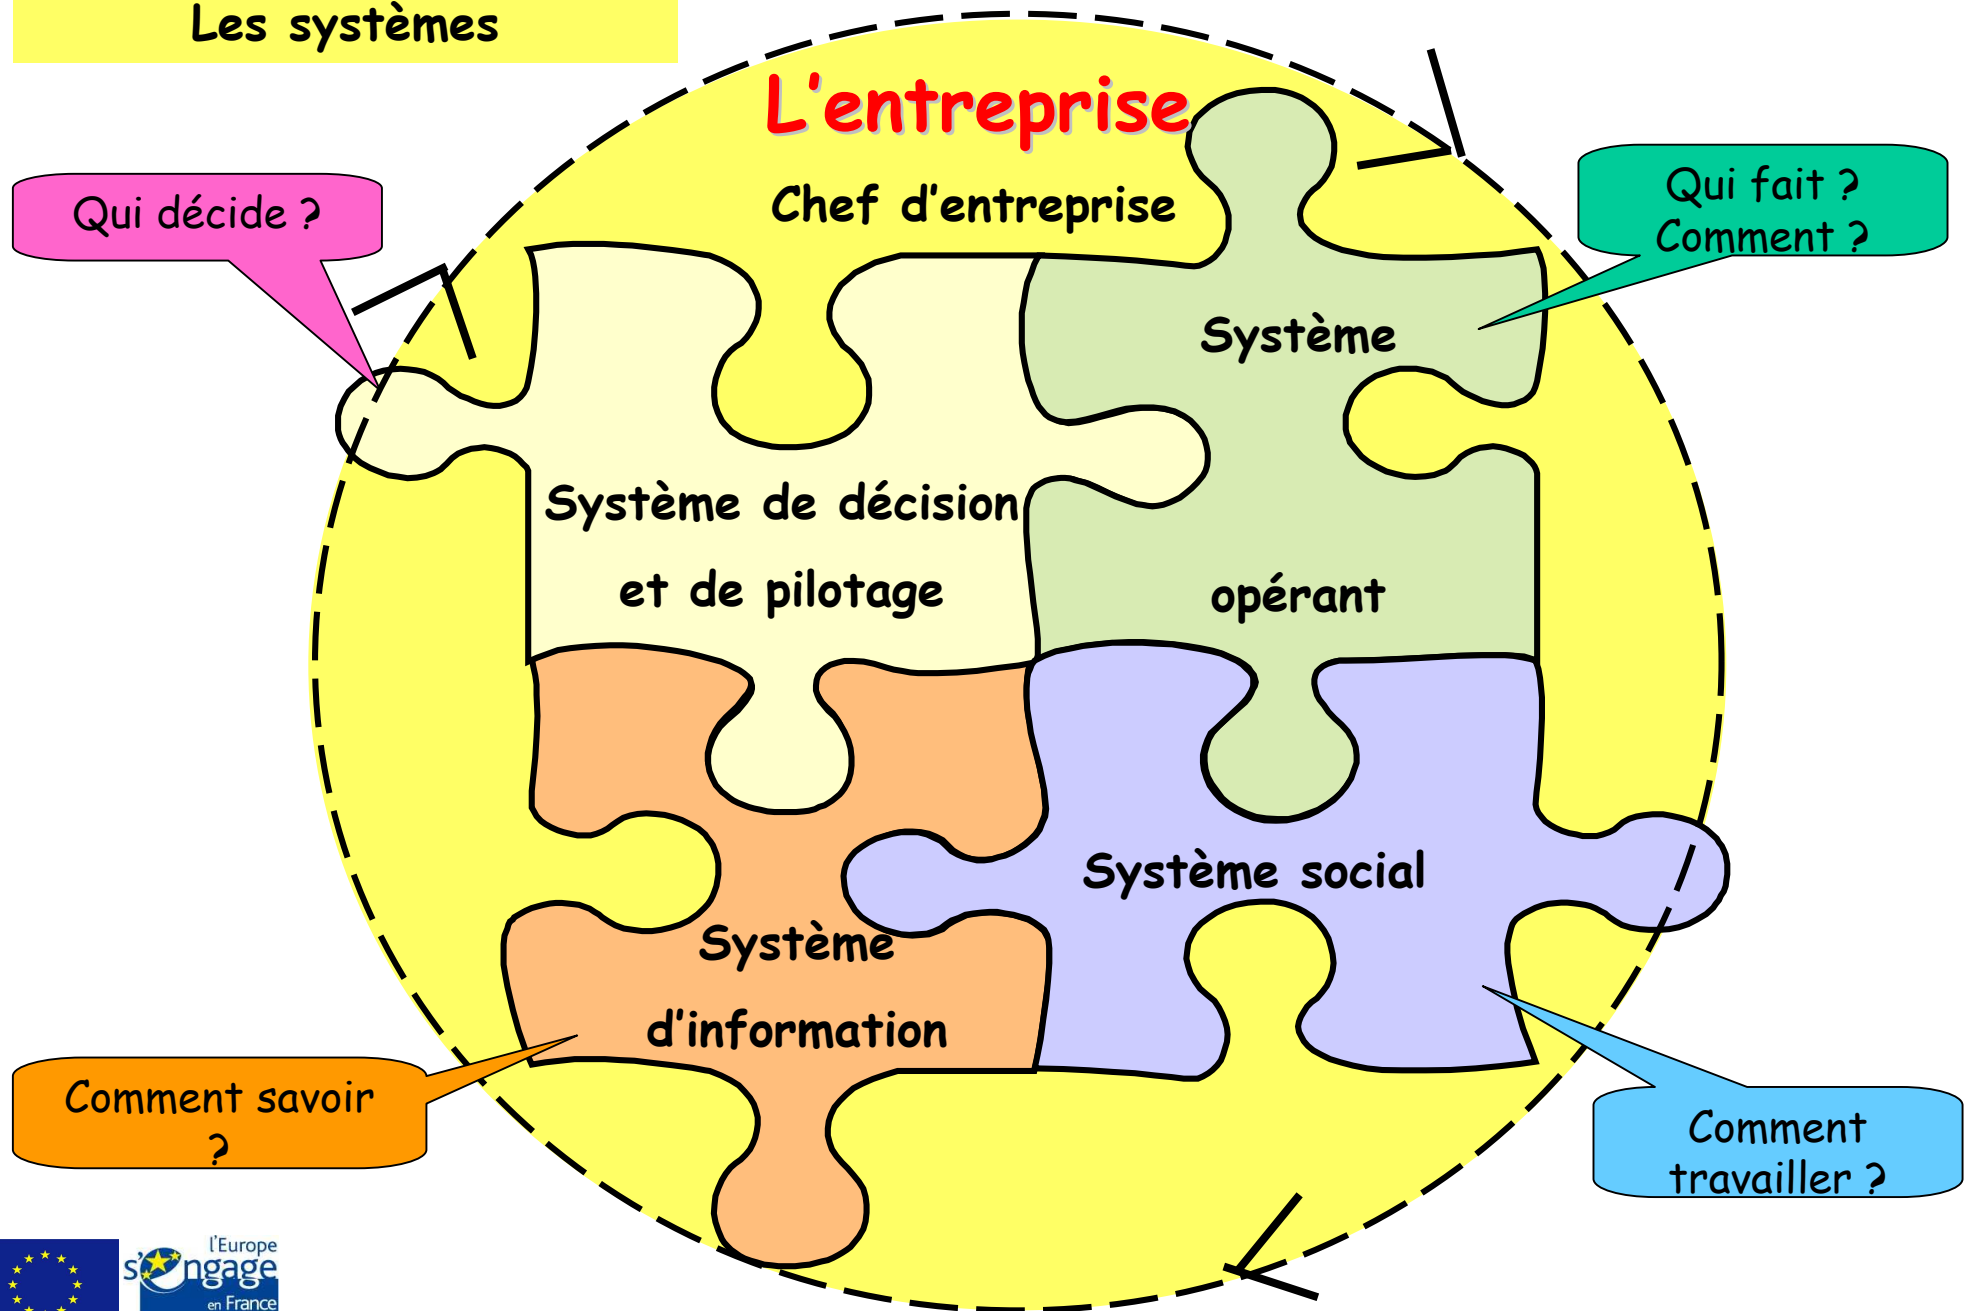 Les systèmes
L'entreprise
Chef d'entreprise
Qui décide ?
Qui fait ?
Comment ?
Système
opérant
Système de décision
et de pilotage
Système social
Système
d'information
Comment savoir
?
Comment
travailler ?
l'Europe
s'engage
en France